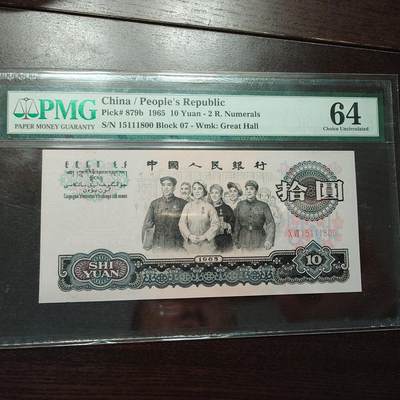 PMG
PAPER MONEY GUARANTY
China / People's Republic
Pick# 879b 1965 10 Yuan - 2 R. Numerals
S/N 15111800 Block 07 - Wmk: Great Hall
64
Choice Uncirculated
中國人民銀行
拾圓
15111800
1965
SHI
YUAN
10